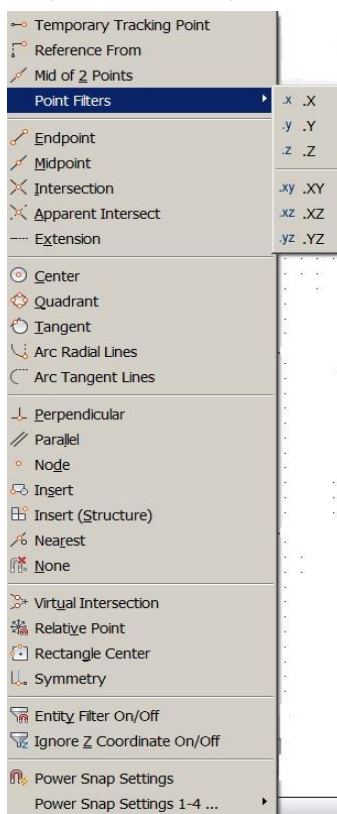 Temporary Tracking Point
Reference From
Mid of 2 Points
Point Filters
.x .X
.y .Y
.z .Z
.xy .XY
.xz .XZ
.yz .YZ
Endpoint
Midpoint
Intersection
Apparent Intersect
Extension
Center
Quadrant
Tangent
Arc Radial Lines
Arc Tangent Lines
Perpendicular
Parallel
Node
Insert
Insert (Structure)
Nearest
None
Virtual Intersection
Relative Point
Rectangle Center
Symmetry
Entity Filter On/Off
Ignore Z Coordinate On/Off
Power Snap Settings
Power Snap Settings 1-4 ...